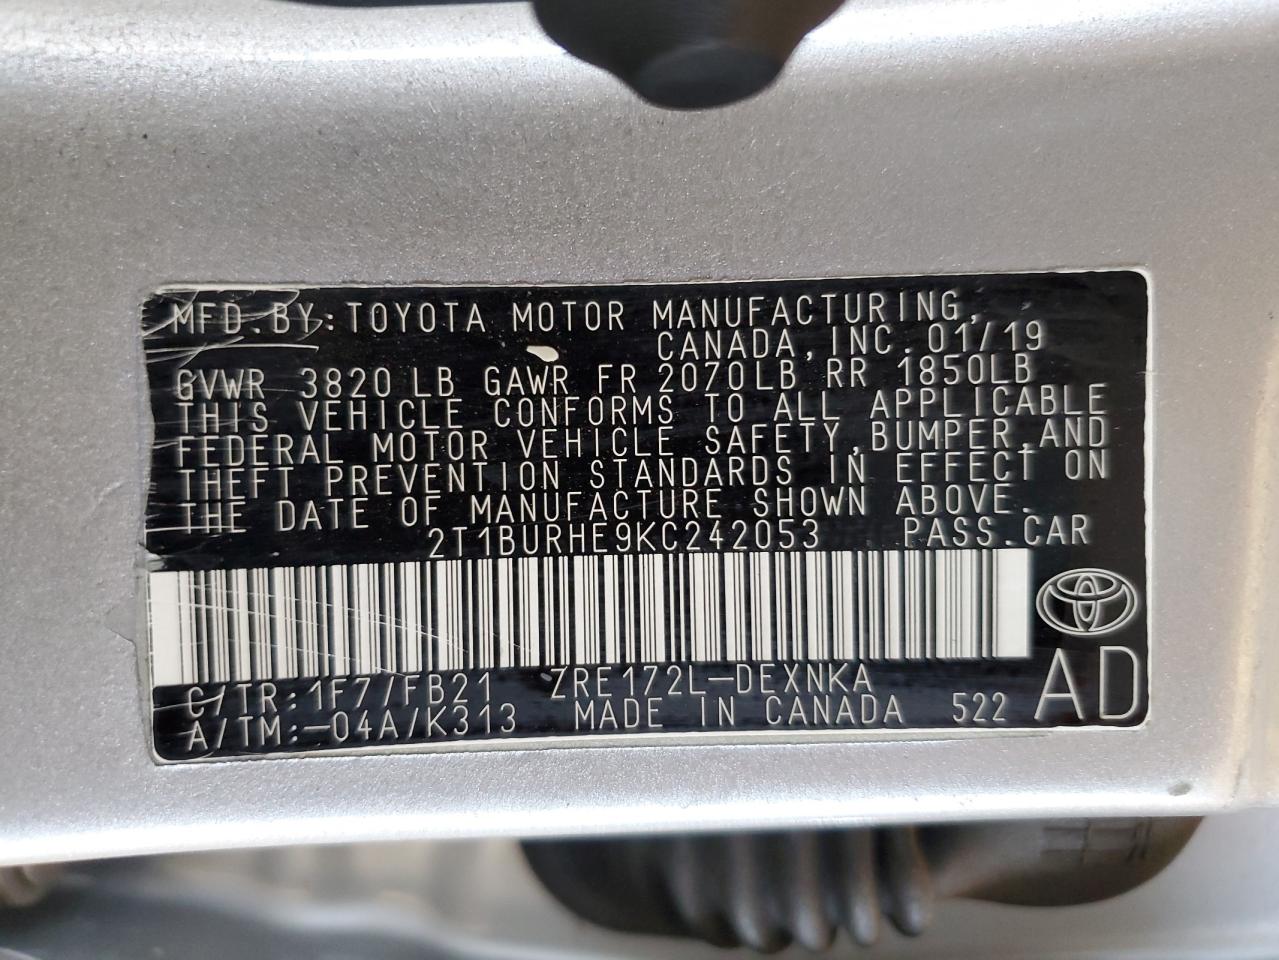 MFD.BY:TOYOTA MOTOR MANUFACTURING,
CANADA,INC.01/19
GVWR 3820 LB GAWR FR 2070LB RR 1850LB
THIS VEHICLE CONFORMS TO ALL APPLICABLE
FEDERAL MOTOR VEHICLE SAFETY,BUMPER,AND
THEFT PREVENTION STANDARDS IN EFFECT ON
THE DATE OF MANUFACTURE SHOWN ABOVE.
2T1BURHE9KC242053 PASS.CAR
C/TR:1F7/FB21 ZRE172L-DEXNKA
A/TM:-04A/K313 MADE IN CANADA 522 AD